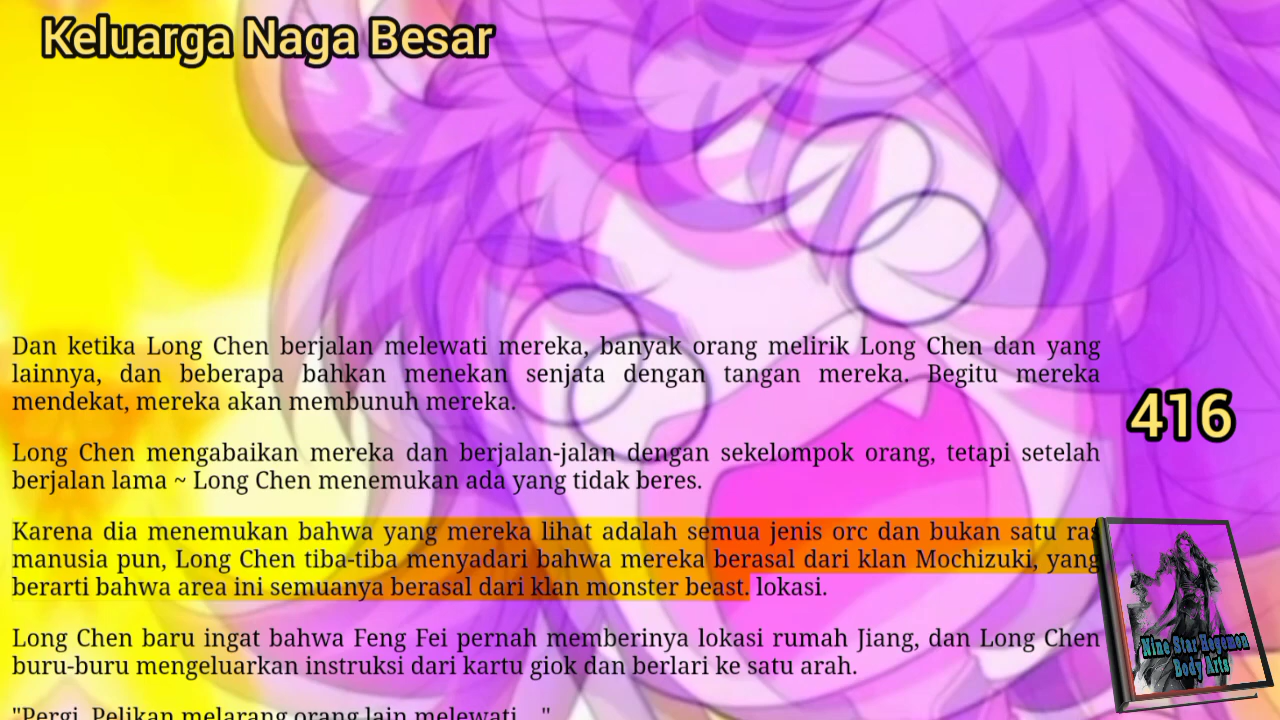 Keluarga Naga Besar
Dan ketika Long Chen berjalan melewati mereka, banyak orang melirik Long Chen dan yang
lainnya, dan beberapa bahkan menekan senjata dengan tangan mereka. Begitu mereka
mendekat, mereka akan membunuh mereka.
Long Chen mengabaikan mereka dan berjalan-jalan dengan sekelompok orang, tetapi setelah
berjalan lama ~ Long Chen menemukan ada yang tidak beres.
Karena dia menemukan bahwa yang mereka lihat adalah semua jenis orc dan bukan satu ras
manusia pun, Long Chen tiba-tiba menyadari bahwa mereka berasal dari klan Mochizuki, yang
berarti bahwa area ini semuanya berasal dari klan monster beast. lokasi.
Long Chen baru ingat bahwa Feng Fei pernah memberinya lokasi rumah Jiang, dan Long Chen
buru-buru mengeluarkan instruksi dari kartu giok dan berlari ke satu arah.
"Pergi, Pelikan melarang orang lain melewati..."
416
Nine Star Hegemon
Body Arts